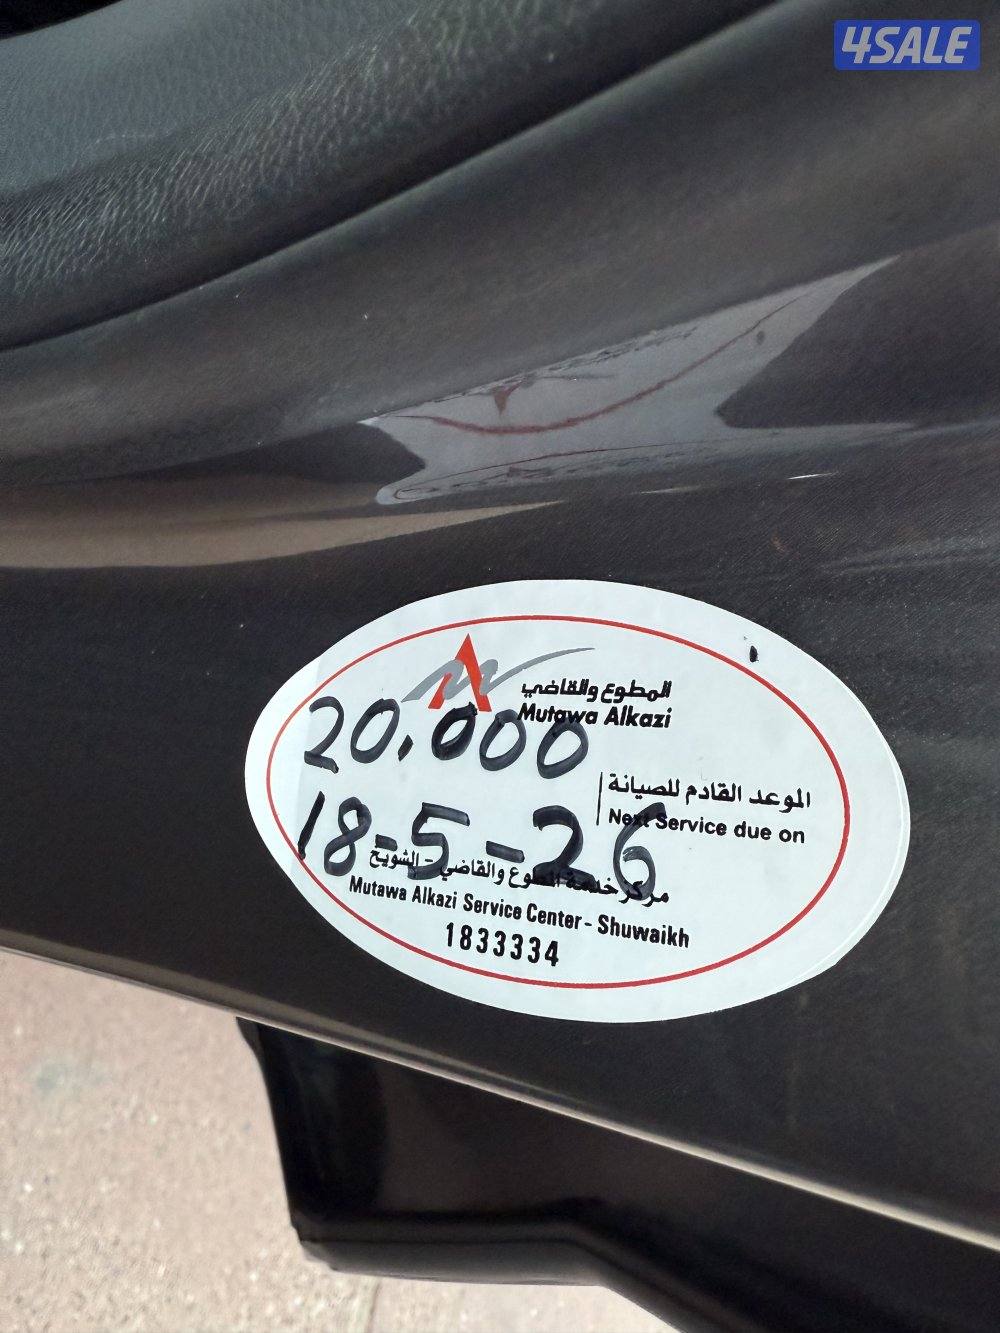 4SALE
المطوع والقاضي
Mutawa Alkazi
20.000
الموعد القادم للصيانة
Next Service due on
18-5-26
مركز خدمة المطوع والقاضي - الشويخ
Mutawa Alkazi Service Center - Shuwaikh
1833334